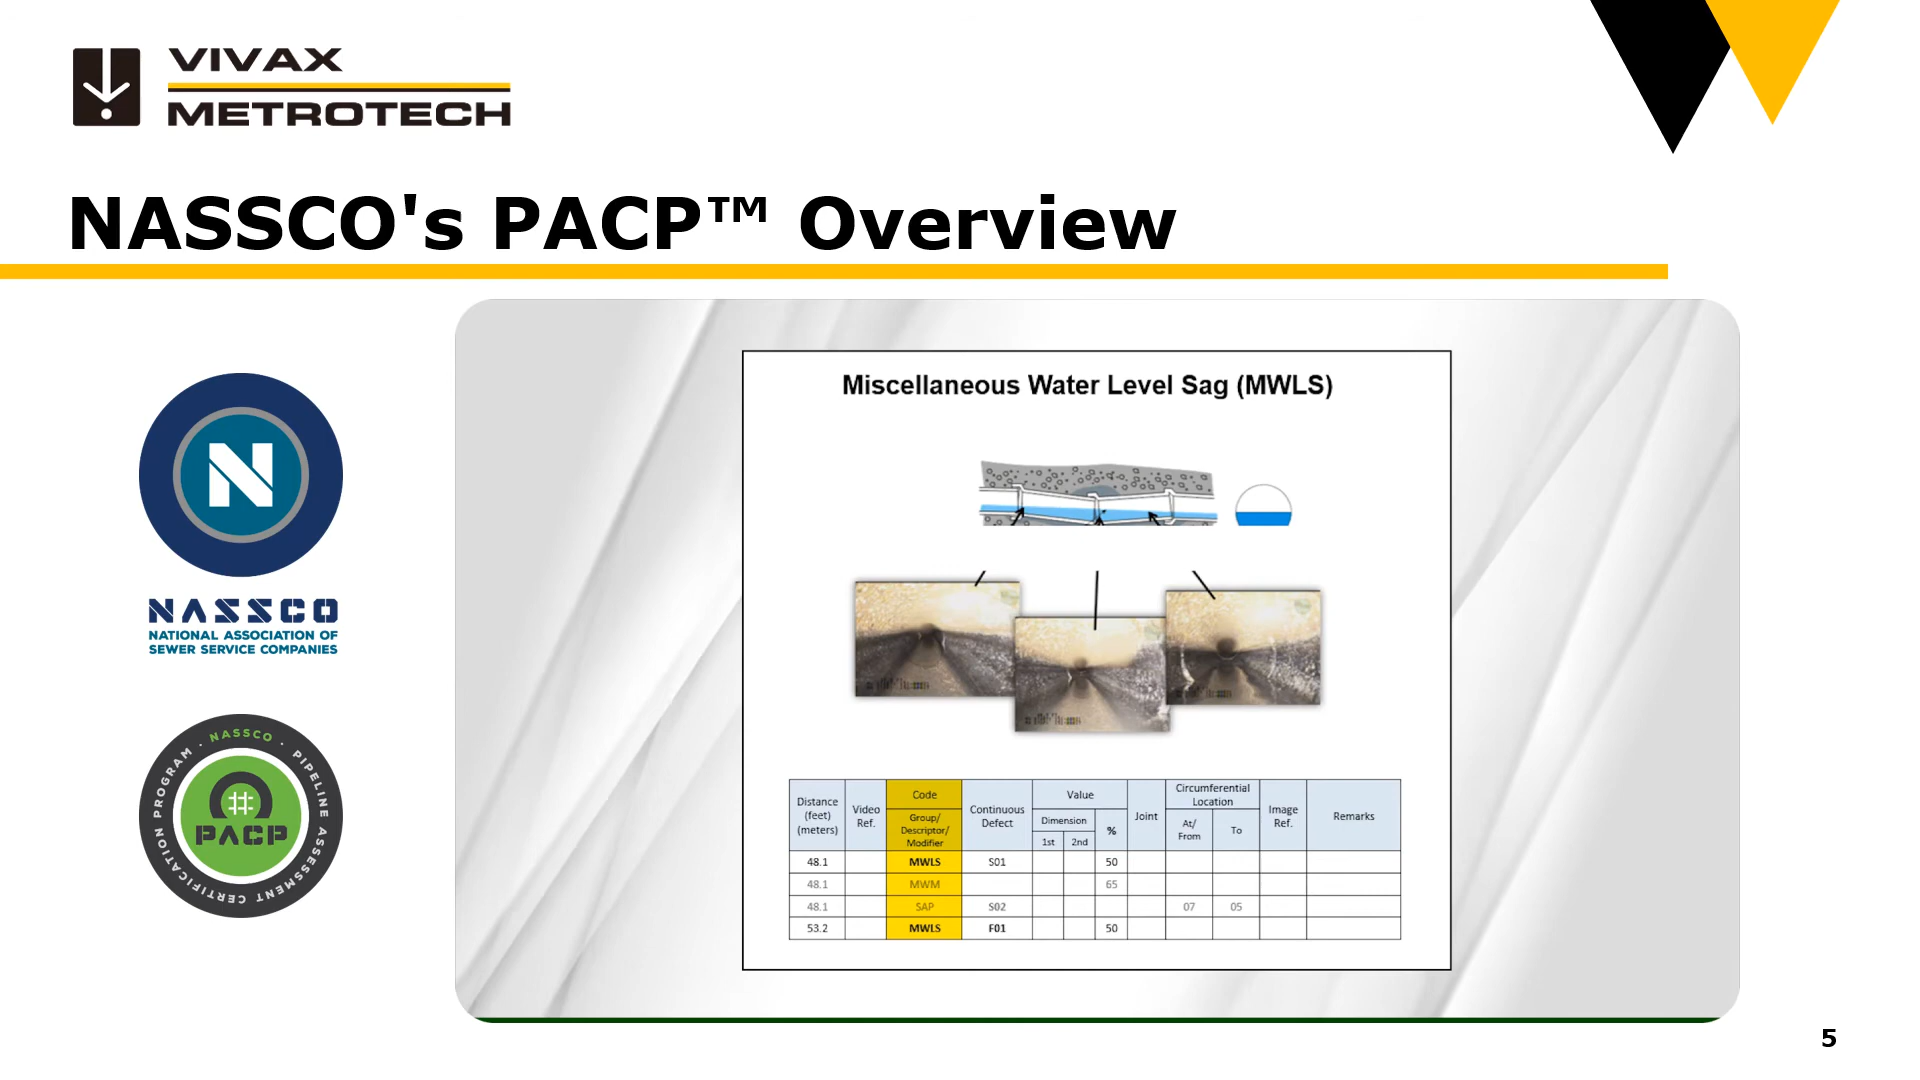 VIVAX
METROTECH
NASSCO's PACP™ Overview
N
NASSCO
NATIONAL ASSOCIATION OF
SEWER SERVICE COMPANIES
· NASSCO · PIPELINE ASSESSMENT CERTIFICATION PROGRAM
PACP
Miscellaneous Water Level Sag (MWLS)
Distance (feet) (meters) Video Ref. Code Group/ Descriptor/ Modifier Continuous Defect Value Dimension 1st 2nd % Joint Circumferential Location At/ From To Image Ref. Remarks
48.1 MWLS S01 50
48.1 MWM 65
48.1 SAP S02 07 05
53.2 MWLS F01 50
5